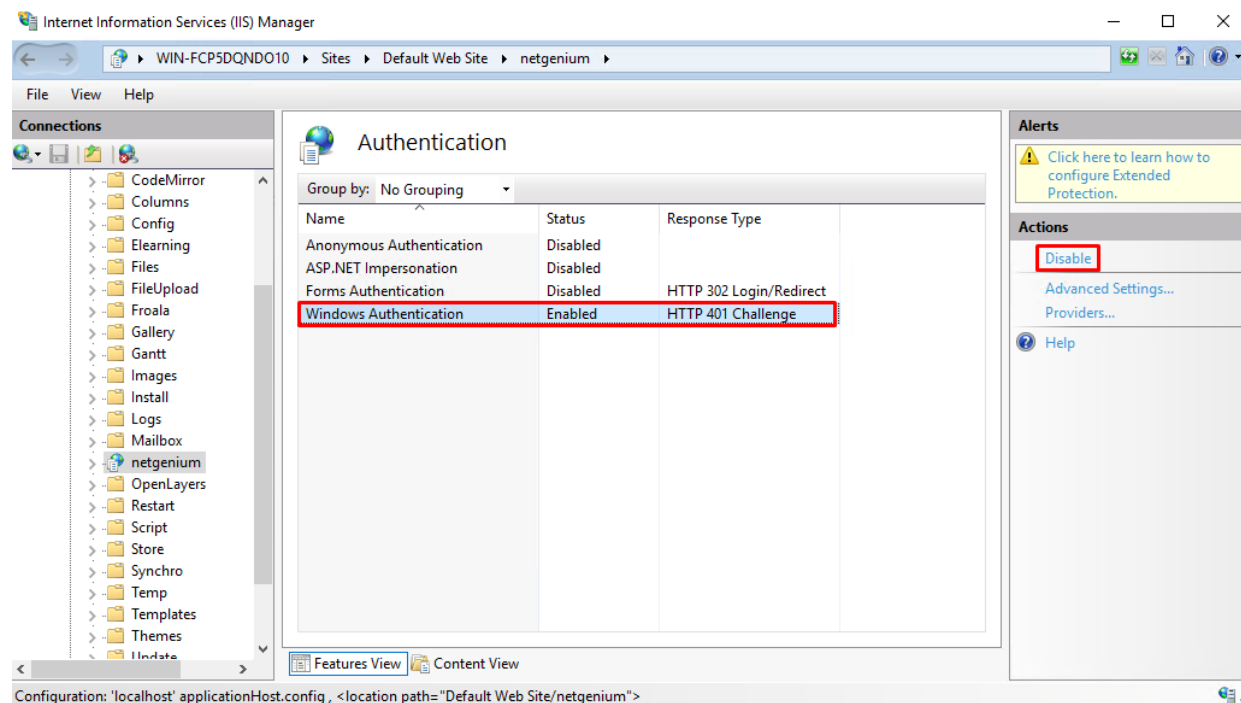 Internet Information Services (IIS) Manager
WIN-FCP5DQNDO10 Sites Default Web Site netgenium
File View Help
Connections
CodeMirror
Columns
Config
Elearning
Files
FileUpload
Froala
Gallery
Gantt
Images
Install
Logs
Mailbox
netgenium
OpenLayers
Restart
Script
Store
Synchro
Temp
Templates
Themes
Update
Authentication
Group by: No Grouping
Name Status Response Type
Anonymous Authentication Disabled
ASP.NET Impersonation Disabled
Forms Authentication Disabled HTTP 302 Login/Redirect
Windows Authentication Enabled HTTP 401 Challenge
Features View Content View
Alerts
Click here to learn how to
configure Extended
Protection.
Actions
Disable
Advanced Settings...
Providers...
Help
Configuration: 'localhost' applicationHost.config , <location path="Default Web Site/netgenium">